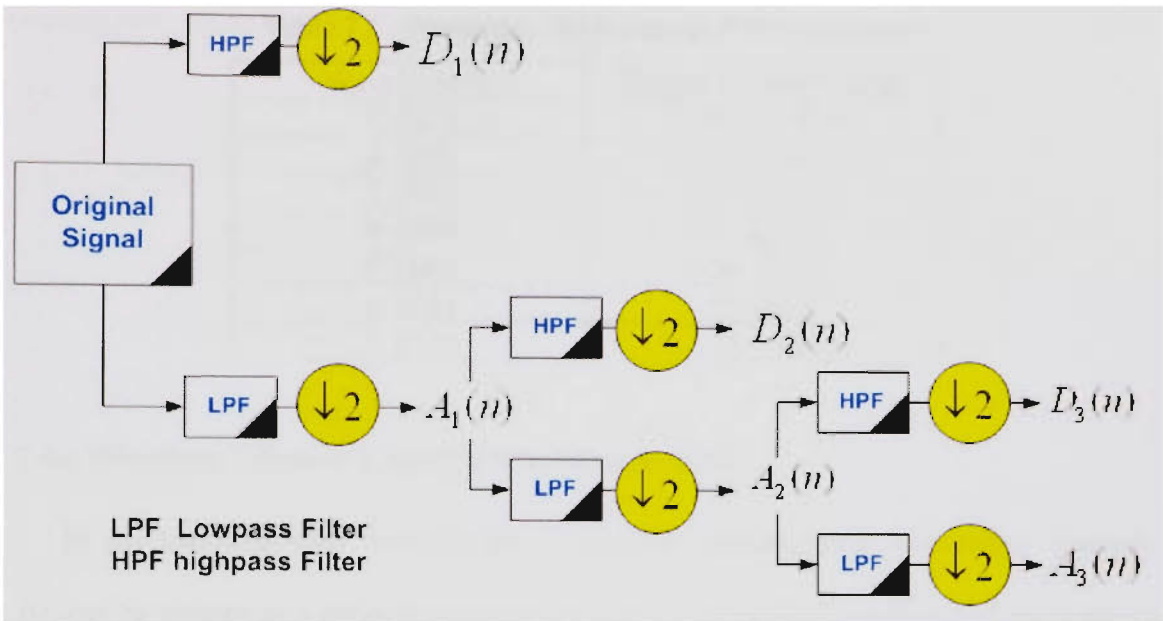 HPF ↓2 D₁(n)
Original
Signal
HPF ↓2 D₂(n)
LPF ↓2 A₁(n)
HPF ↓2 D₃(n)
LPF ↓2 A₂(n)
LPF Lowpass Filter
HPF highpass Filter
LPF ↓2 A₃(n)